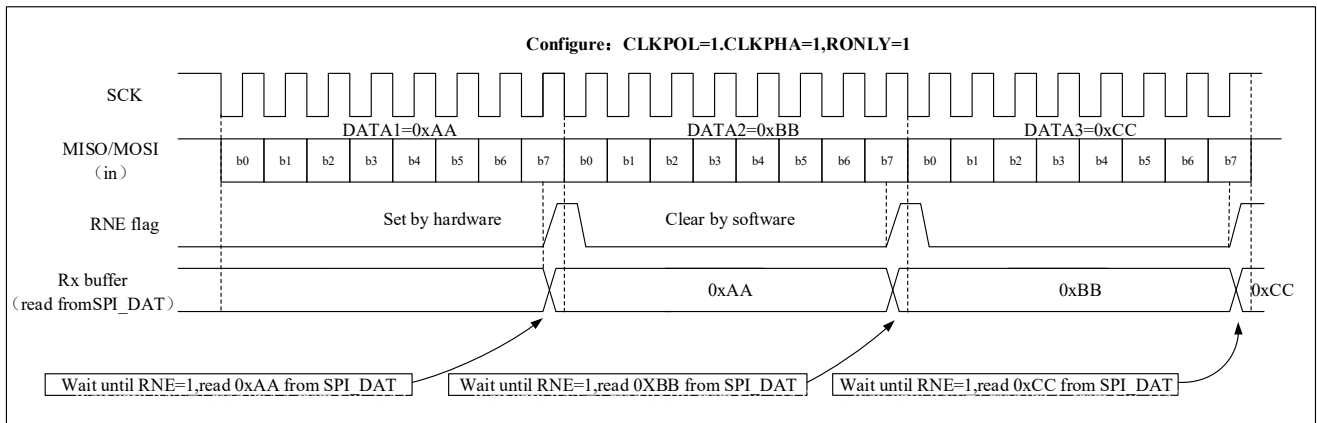 Configure：CLKPOL=1.CLKPHA=1,RONLY=1
SCK
DATA1=0xAA
DATA2=0xBB
DATA3=0xCC
MISO/MOSI
（in）
b0 b1 b2 b3 b4 b5 b6 b7 b0 b1 b2 b3 b4 b5 b6 b7 b0 b1 b2 b3 b4 b5 b6 b7
RNE flag
Set by hardware
Clear by software
Rx buffer
（read fromSPI_DAT）
0xAA
0xBB
0xCC
Wait until RNE=1,read 0xAA from SPI_DAT
Wait until RNE=1,read 0XBB from SPI_DAT
Wait until RNE=1,read 0xCC from SPI_DAT